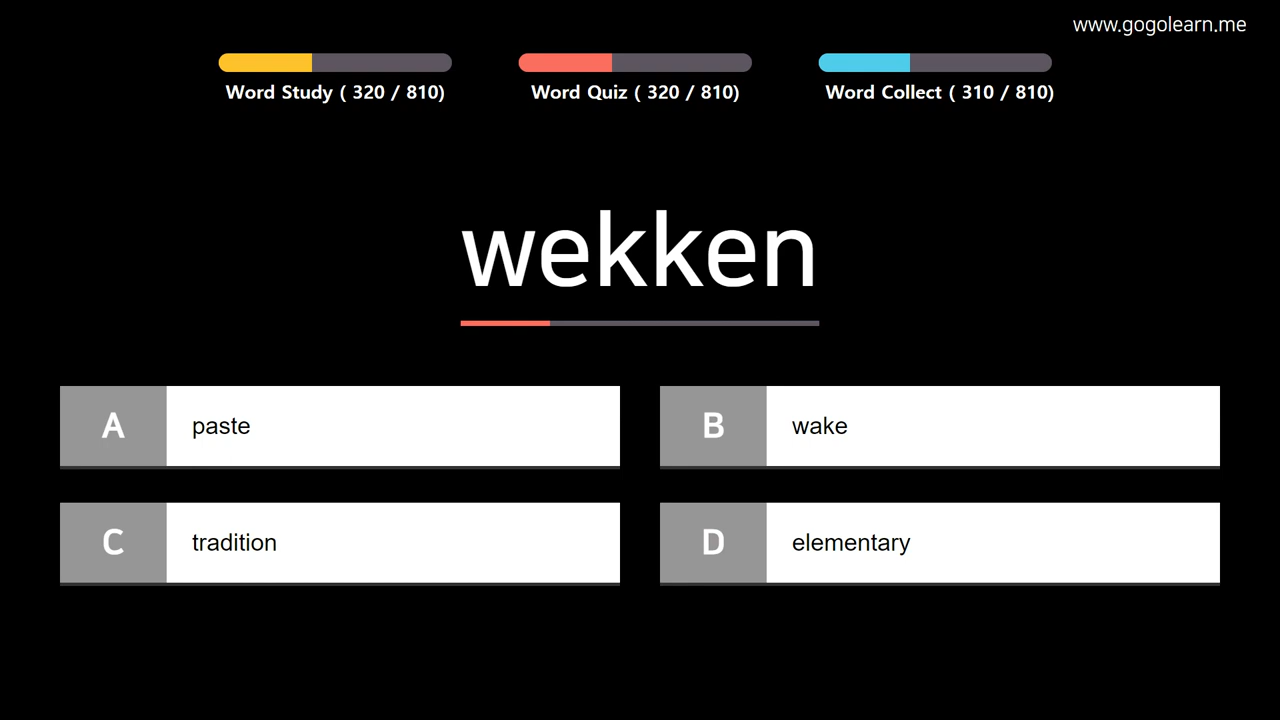 www.gogolearn.me
Word Study ( 320 / 810)
Word Quiz ( 320 / 810)
Word Collect ( 310 / 810)
wekken
A paste
B wake
C tradition
D elementary